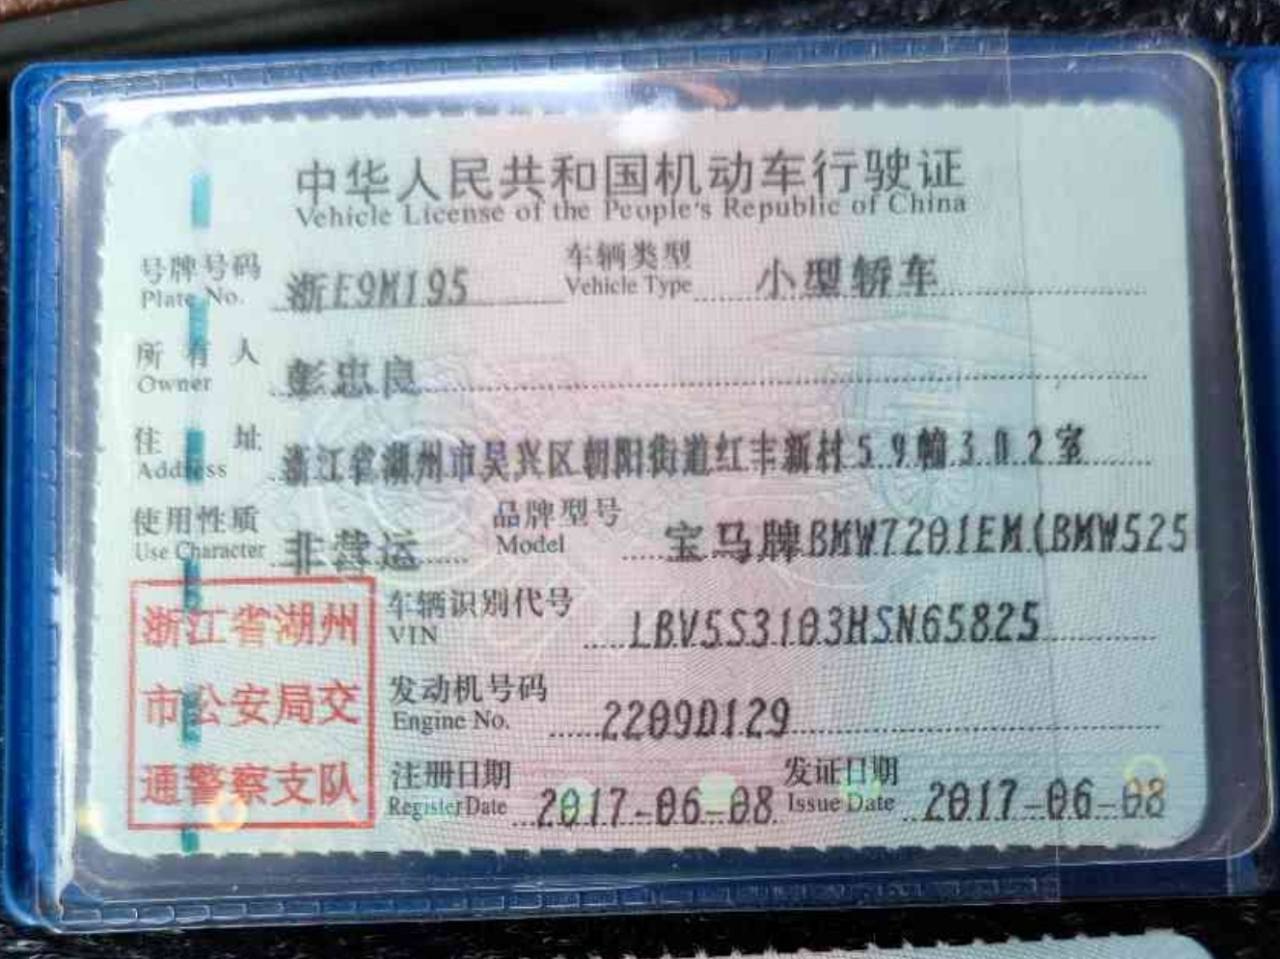 中华人民共和国机动车行驶证
Vehicle License of the People's Republic of China
号牌号码 浙E9M195 车辆类型 小型轿车
Plate No. Vehicle Type
所有人 彭忠良
Owner
住址 浙江省湖州市吴兴区朝阳街道红丰新村59幢302室
Address
使用性质 非营运 品牌型号 宝马牌BMW7201EM(BMW525
Use Character Model
浙江省湖州
市公安局交
通警察支队
车辆识别代号 LBV5S3103HSN65825
VIN
发动机号码 2209D129
Engine No.
注册日期 2017-06-08 发证日期 2017-06-08
Register Date Issue Date